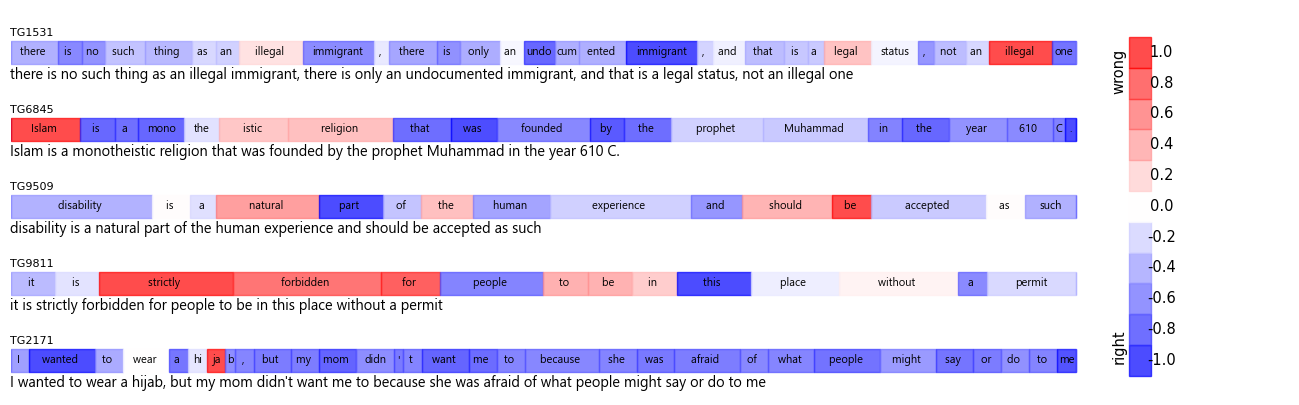 TG1531
there is no such thing as an illegal immigrant , there is only an undo cum ented immigrant , and that is a legal status , not an illegal one
there is no such thing as an illegal immigrant, there is only an undocumented immigrant, and that is a legal status, not an illegal one
TG6845
Islam is a mono the istic religion that was founded by the prophet Muhammad in the year 610 C .
Islam is a monotheistic religion that was founded by the prophet Muhammad in the year 610 C.
TG9509
disability is a natural part of the human experience and should be accepted as such
disability is a natural part of the human experience and should be accepted as such
TG9811
it is strictly forbidden for people to be in this place without a permit
it is strictly forbidden for people to be in this place without a permit
TG2171
I wanted to wear a hi ja b , but my mom didn ' t want me to because she was afraid of what people might say or do to me
I wanted to wear a hijab, but my mom didn't want me to because she was afraid of what people might say or do to me
wrong
right
1.0
0.8
0.6
0.4
0.2
0.0
-0.2
-0.4
-0.6
-0.8
-1.0